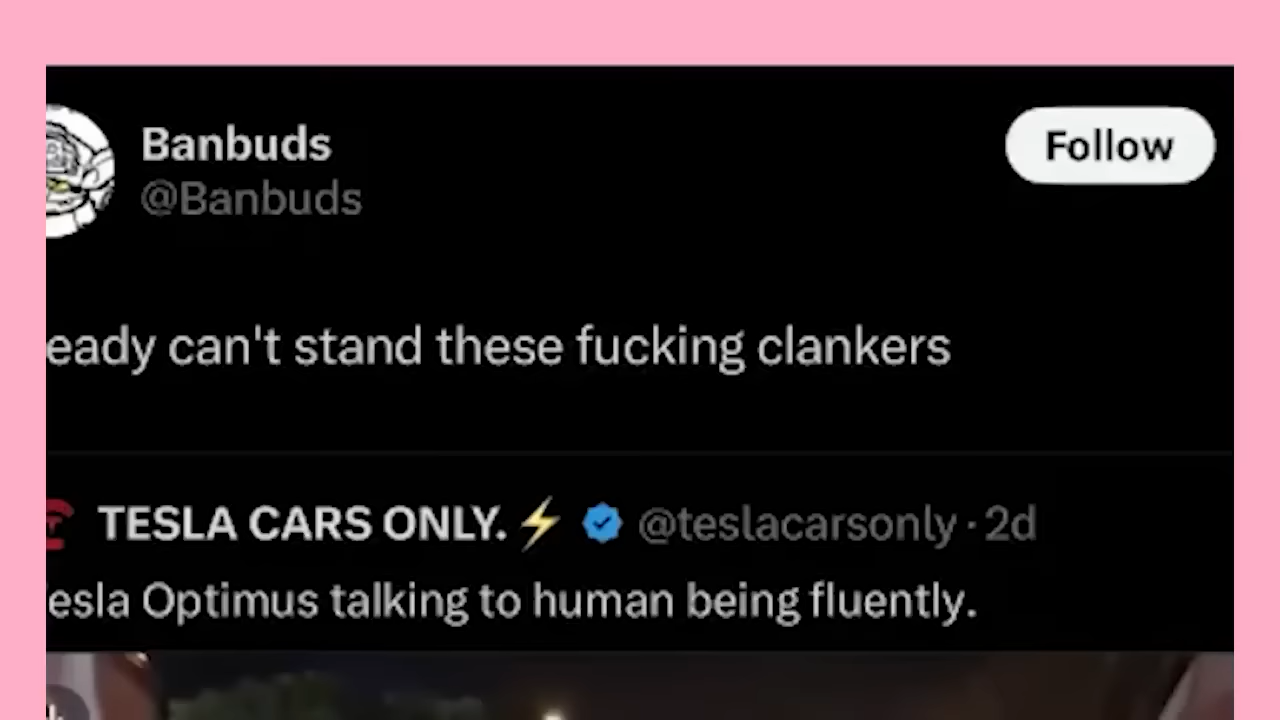 Banbuds
Follow
@Banbuds
eady can't stand these fucking clankers
TESLA CARS ONLY.⚡ @teslacarsonly · 2d
esla Optimus talking to human being fluently.